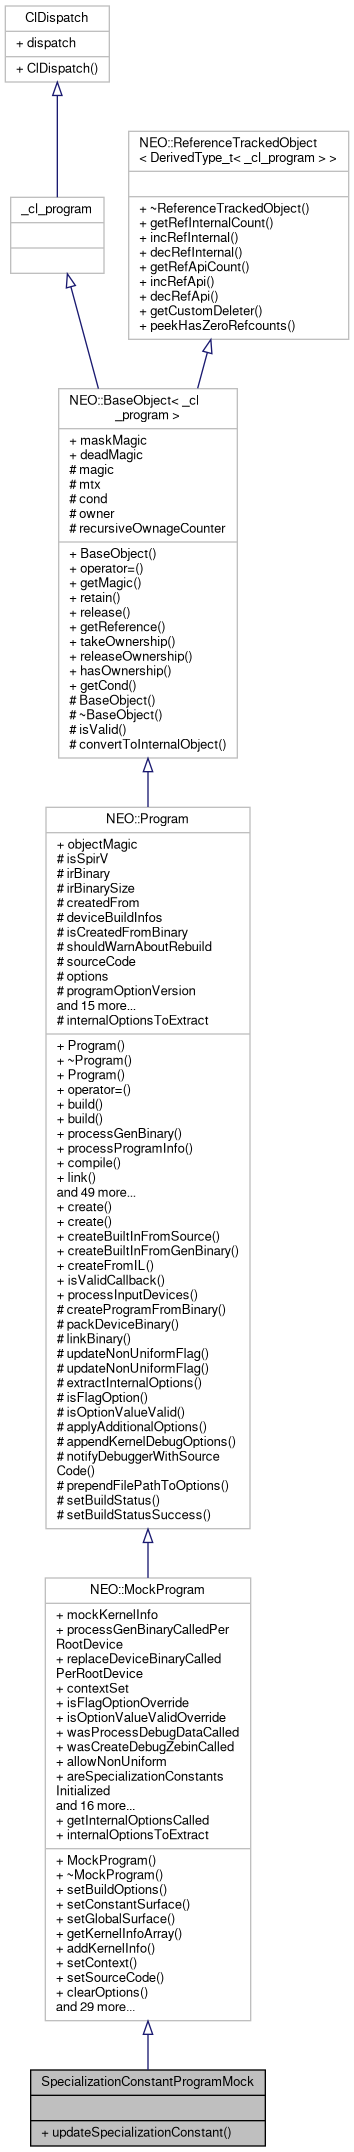 ClDispatch
+ dispatch
+ ClDispatch()
_cl_program
NEO::ReferenceTrackedObject
< DerivedType_t< _cl_program > >
+ ~ReferenceTrackedObject()
+ getRefInternalCount()
+ incRefInternal()
+ decRefInternal()
+ getRefApiCount()
+ incRefApi()
+ decRefApi()
+ getCustomDeleter()
+ peekHasZeroRefcounts()
NEO::BaseObject< _cl
_program >
+ maskMagic
+ deadMagic
# magic
# mtx
# cond
# owner
# recursiveOwnageCounter
+ BaseObject()
+ operator=()
+ getMagic()
+ retain()
+ release()
+ getReference()
+ takeOwnership()
+ releaseOwnership()
+ hasOwnership()
+ getCond()
# BaseObject()
# ~BaseObject()
# isValid()
# convertToInternalObject()
NEO::Program
+ objectMagic
# isSpirV
# irBinary
# irBinarySize
# createdFrom
# deviceBuildInfos
# isCreatedFromBinary
# shouldWarnAboutRebuild
# sourceCode
# options
# programOptionVersion
and 15 more...
# internalOptionsToExtract
+ Program()
+ ~Program()
+ Program()
+ operator=()
+ build()
+ build()
+ processGenBinary()
+ processProgramInfo()
+ compile()
+ link()
and 49 more...
+ create()
+ create()
+ createBuiltInFromSource()
+ createBuiltInFromGenBinary()
+ createFromIL()
+ isValidCallback()
+ processInputDevices()
# createProgramFromBinary()
# packDeviceBinary()
# linkBinary()
# updateNonUniformFlag()
# updateNonUniformFlag()
# extractInternalOptions()
# isFlagOption()
# isOptionValueValid()
# applyAdditionalOptions()
# appendKernelDebugOptions()
# notifyDebuggerWithSource
Code()
# prependFilePathToOptions()
# setBuildStatus()
# setBuildStatusSuccess()
NEO::MockProgram
+ mockKernelInfo
+ processGenBinaryCalledPer
RootDevice
+ replaceDeviceBinaryCalled
PerRootDevice
+ contextSet
+ isFlagOptionOverride
+ isOptionValueValidOverride
+ wasProcessDebugDataCalled
+ wasCreateDebugZebinCalled
+ allowNonUniform
+ areSpecializationConstants
Initialized
and 16 more...
+ getInternalOptionsCalled
+ internalOptionsToExtract
+ MockProgram()
+ ~MockProgram()
+ setBuildOptions()
+ setConstantSurface()
+ setGlobalSurface()
+ getKernelInfoArray()
+ addKernelInfo()
+ setContext()
+ setSourceCode()
+ clearOptions()
and 29 more...
SpecializationConstantProgramMock
+ updateSpecializationConstant()